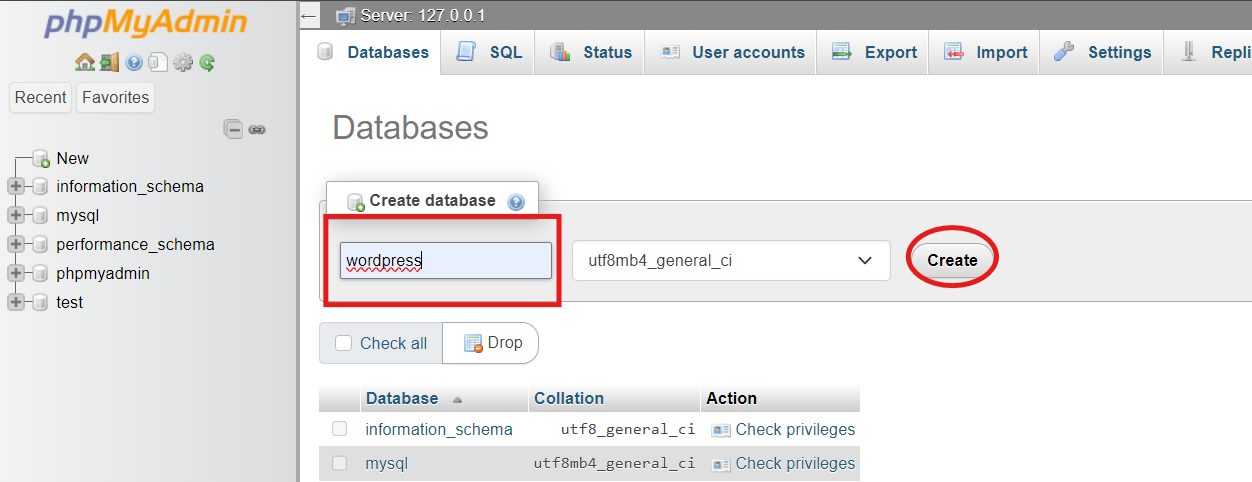 phpMyAdmin
Recent Favorites
New
information_schema
mysql
performance_schema
phpmyadmin
test
Server: 127.0.0.1
Databases SQL Status User accounts Export Import Settings Repli
Databases
Create database
wordpress utf8mb4_general_ci Create
Check all Drop
Database Collation Action
information_schema utf8_general_ci Check privileges
mysql utf8mb4_general_ci Check privileges